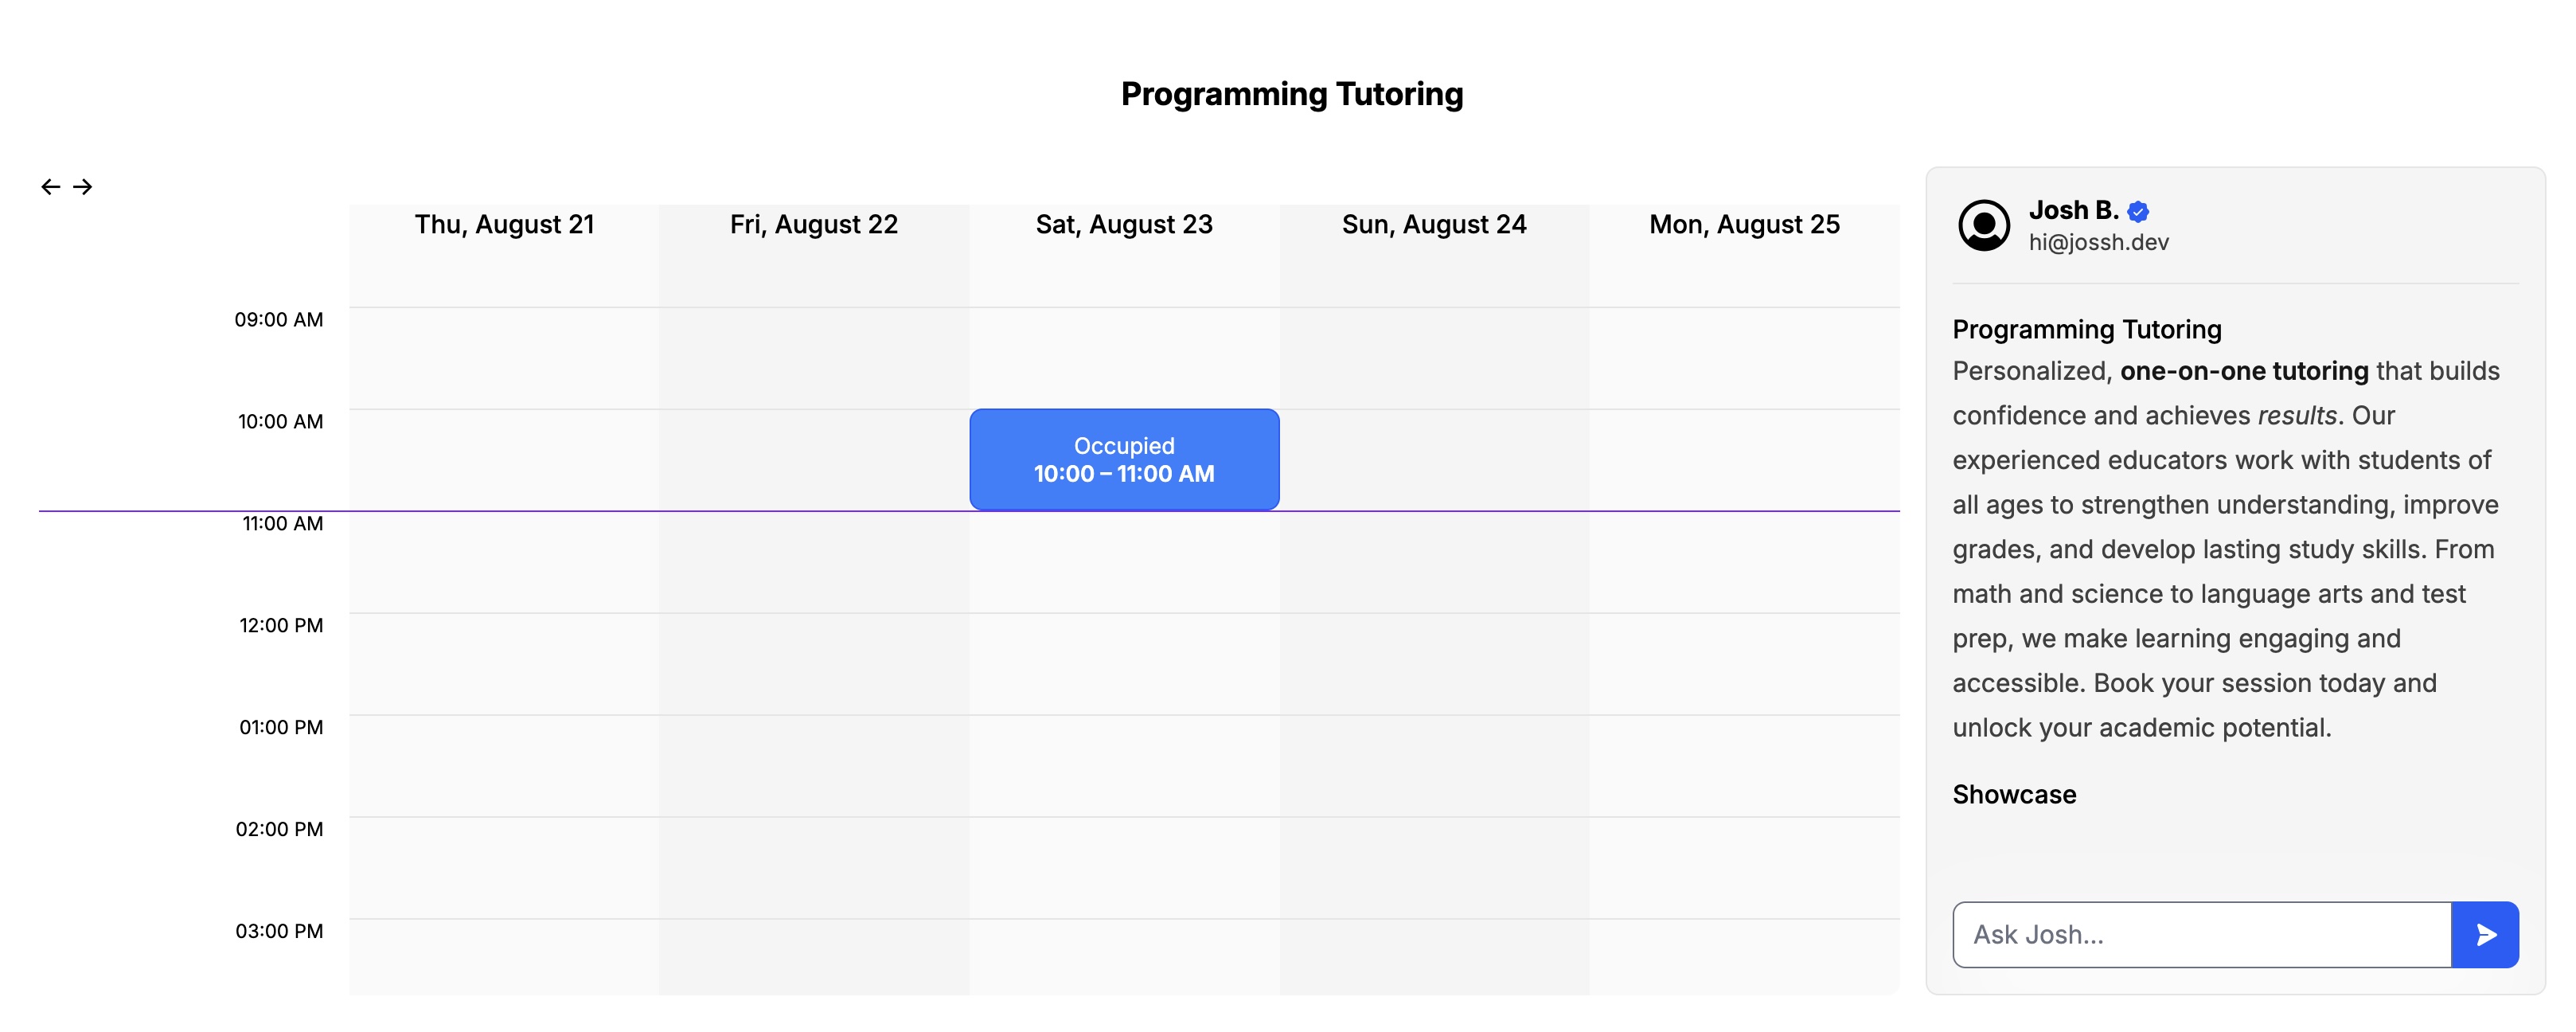 Programming Tutoring
Thu, August 21
Fri, August 22
Sat, August 23
Sun, August 24
Mon, August 25
09:00 AM
10:00 AM
Occupied
10:00 – 11:00 AM
11:00 AM
12:00 PM
01:00 PM
02:00 PM
03:00 PM
Josh B.
hi@jossh.dev
Programming Tutoring
Personalized, one-on-one tutoring that builds
confidence and achieves results. Our
experienced educators work with students of
all ages to strengthen understanding, improve
grades, and develop lasting study skills. From
math and science to language arts and test
prep, we make learning engaging and
accessible. Book your session today and
unlock your academic potential.
Showcase
Ask Josh...